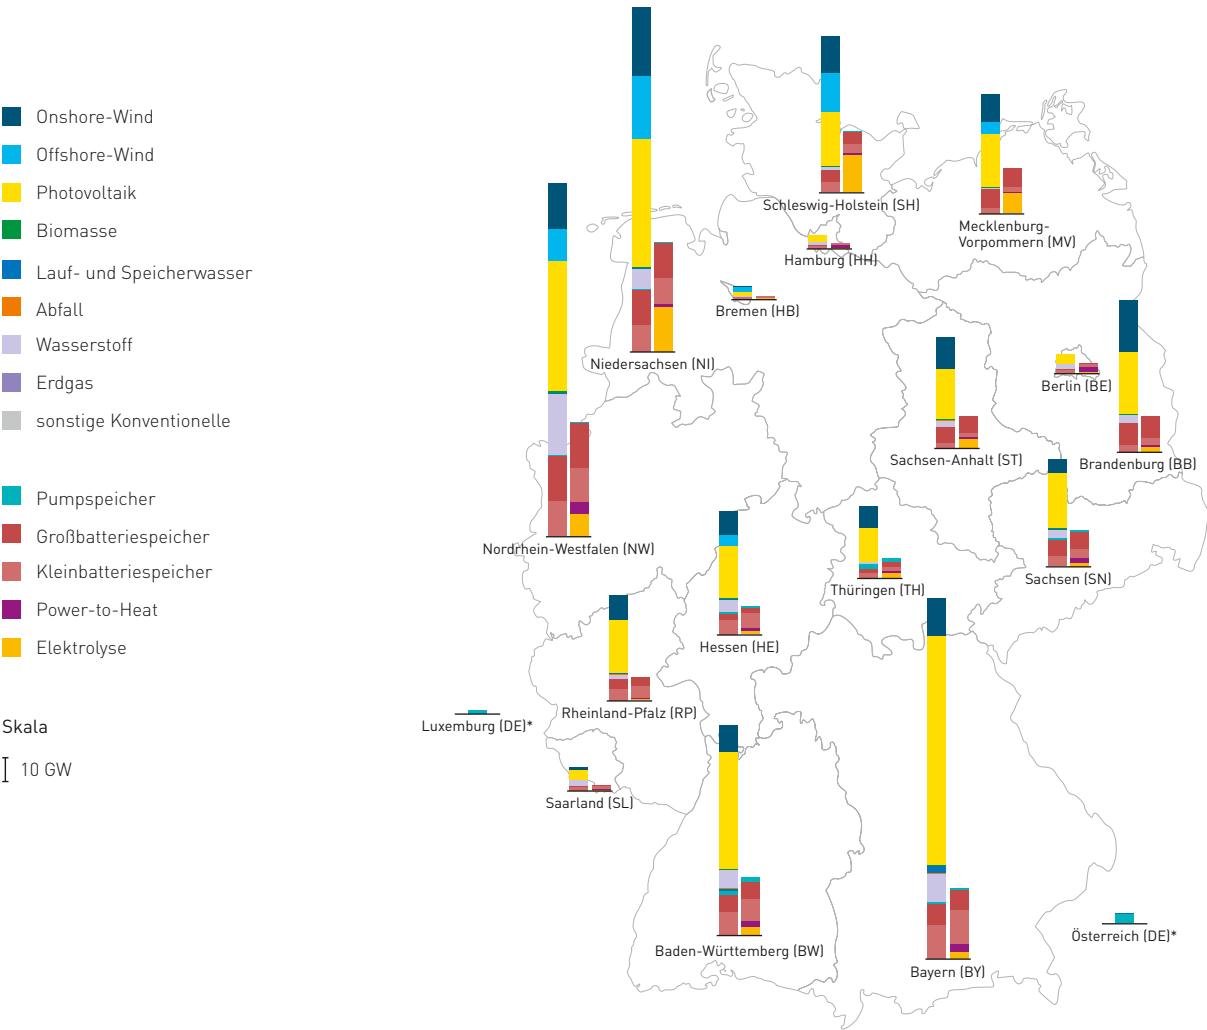 Onshore-Wind
Offshore-Wind
Photovoltaik
Biomasse
Lauf- und Speicherwasser
Abfall
Wasserstoff
Erdgas
sonstige Konventionelle
Pumpspeicher
Großbatteriespeicher
Kleinbatteriespeicher
Power-to-Heat
Elektrolyse
Skala
10 GW
Schleswig-Holstein (SH)
Mecklenburg-
Vorpommern (MV)
Hamburg (HH)
Bremen (HB)
Niedersachsen (NI)
Berlin (BE)
Sachsen-Anhalt (ST)
Brandenburg (BB)
Nordrhein-Westfalen (NW)
Sachsen (SN)
Thüringen (TH)
Hessen (HE)
Rheinland-Pfalz (RP)
Luxemburg (DE)*
Saarland (SL)
Österreich (DE)*
Baden-Württemberg (BW)
Bayern (BY)